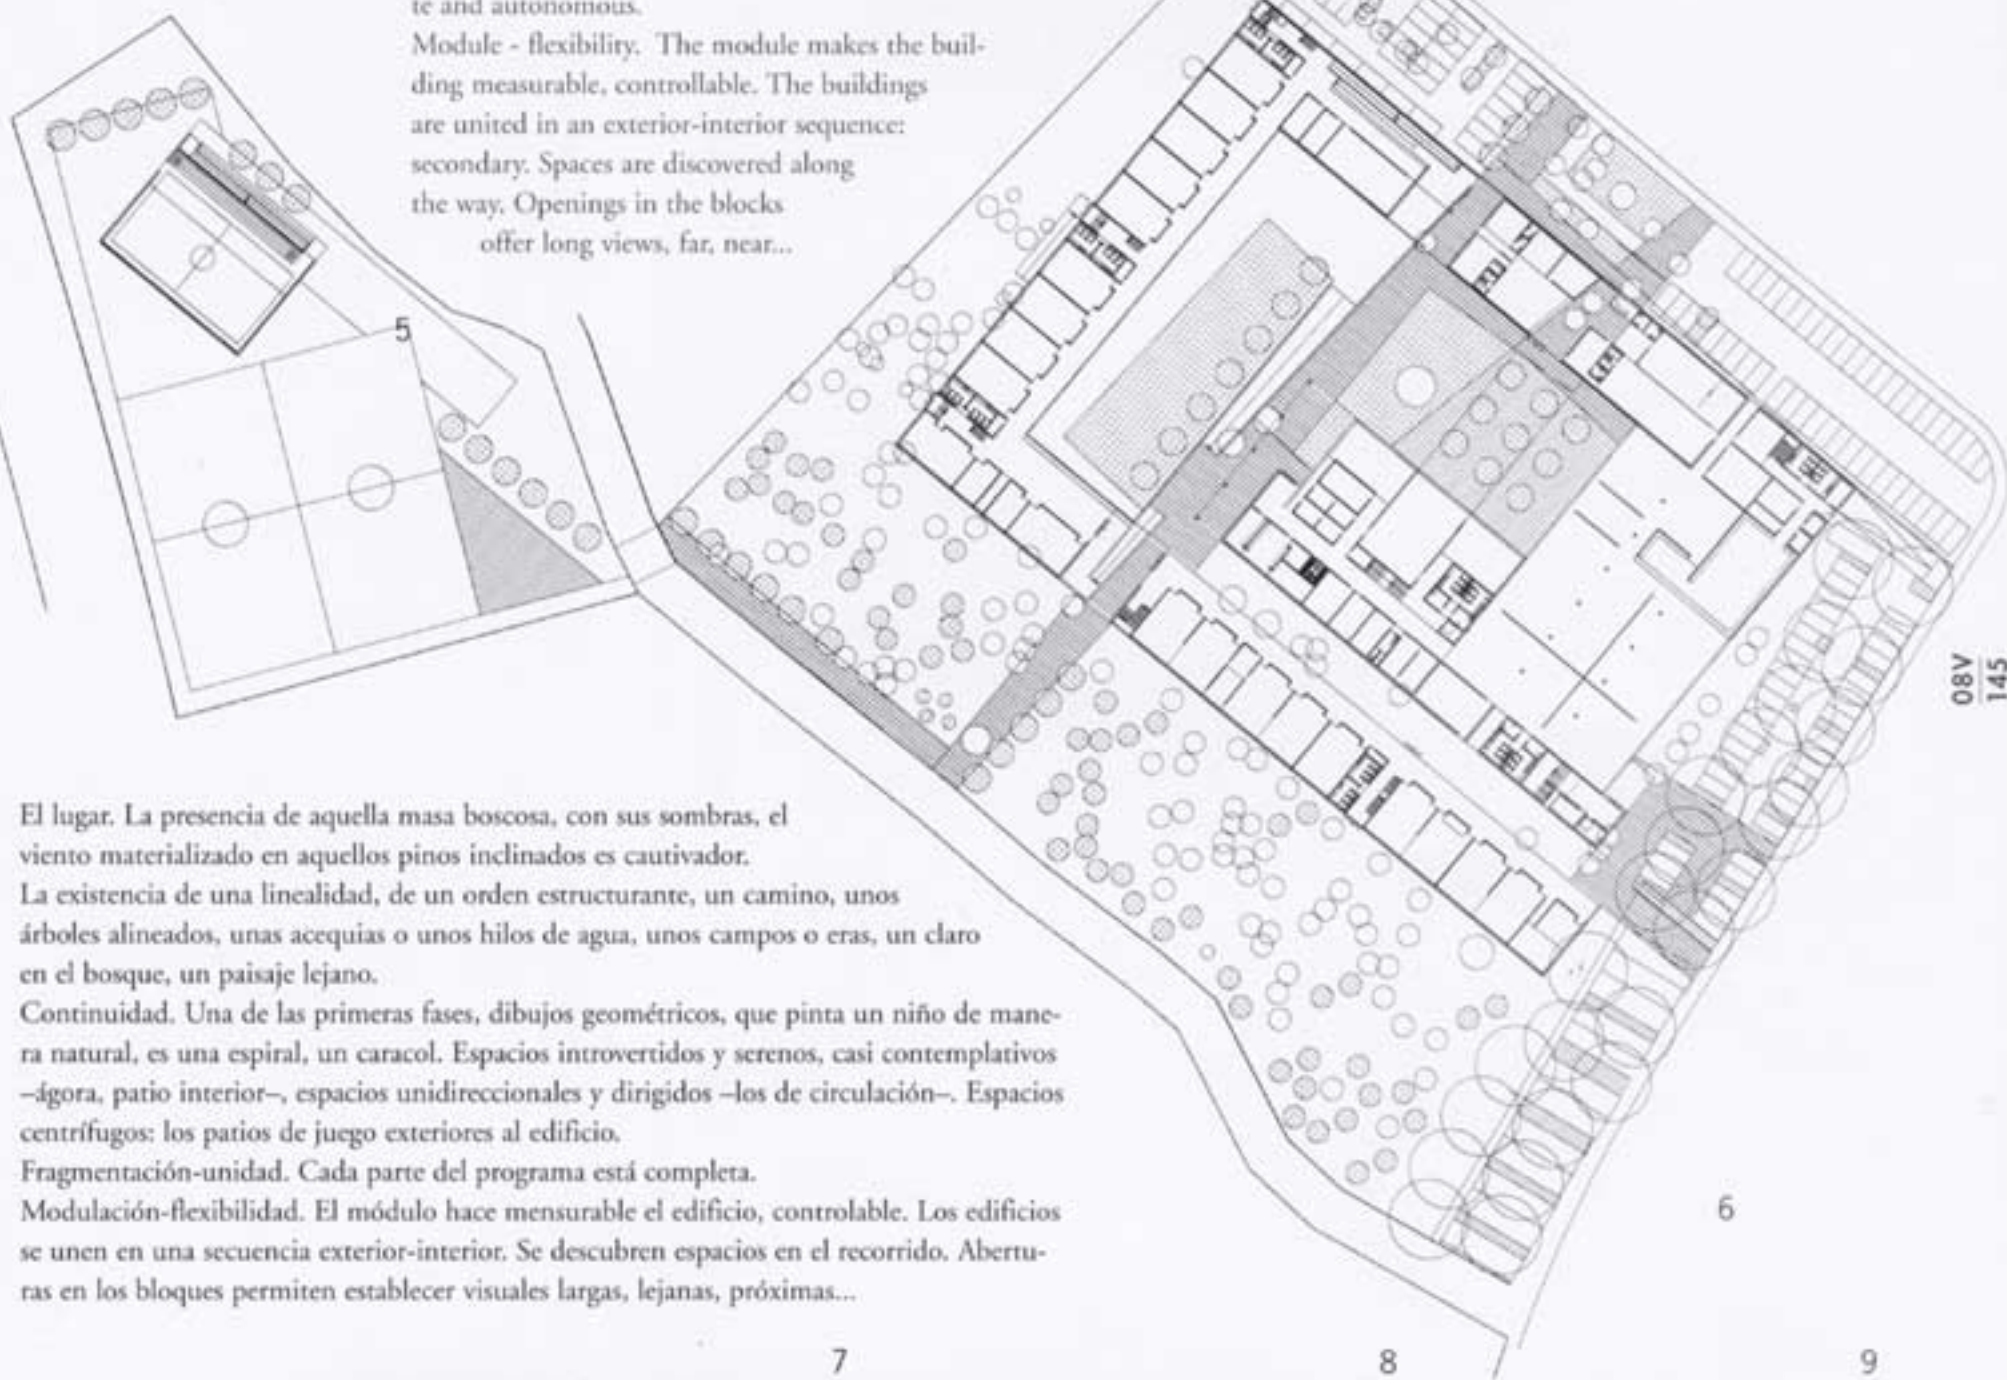 te and autonomous.
Module - flexibility. The module makes the buil-
ding measurable, controllable. The buildings
are united in an exterior-interior sequence:
secondary. Spaces are discovered along
the way. Openings in the blocks
offer long views, far, near...
5
08V
145
El lugar. La presencia de aquella masa boscosa, con sus sombras, el
viento materializado en aquellos pinos inclinados es cautivador.
La existencia de una linealidad, de un orden estructurante, un camino, unos
árboles alineados, unas acequias o unos hilos de agua, unos campos o eras, un claro
en el bosque, un paisaje lejano.
Continuidad. Una de las primeras fases, dibujos geométricos, que pinta un niño de mane-
ra natural, es una espiral, un caracol. Espacios introvertidos y serenos, casi contemplativos
–ágora, patio interior–, espacios unidireccionales y dirigidos –los de circulación–. Espacios
centrífugos: los patios de juego exteriores al edificio.
Fragmentación-unidad. Cada parte del programa está completa.
Modulación-flexibilidad. El módulo hace mensurable el edificio, controlable. Los edificios
se unen en una secuencia exterior-interior. Se descubren espacios en el recorrido. Abertu-
ras en los bloques permiten establecer visuales largas, lejanas, próximas...
6
7
8
9